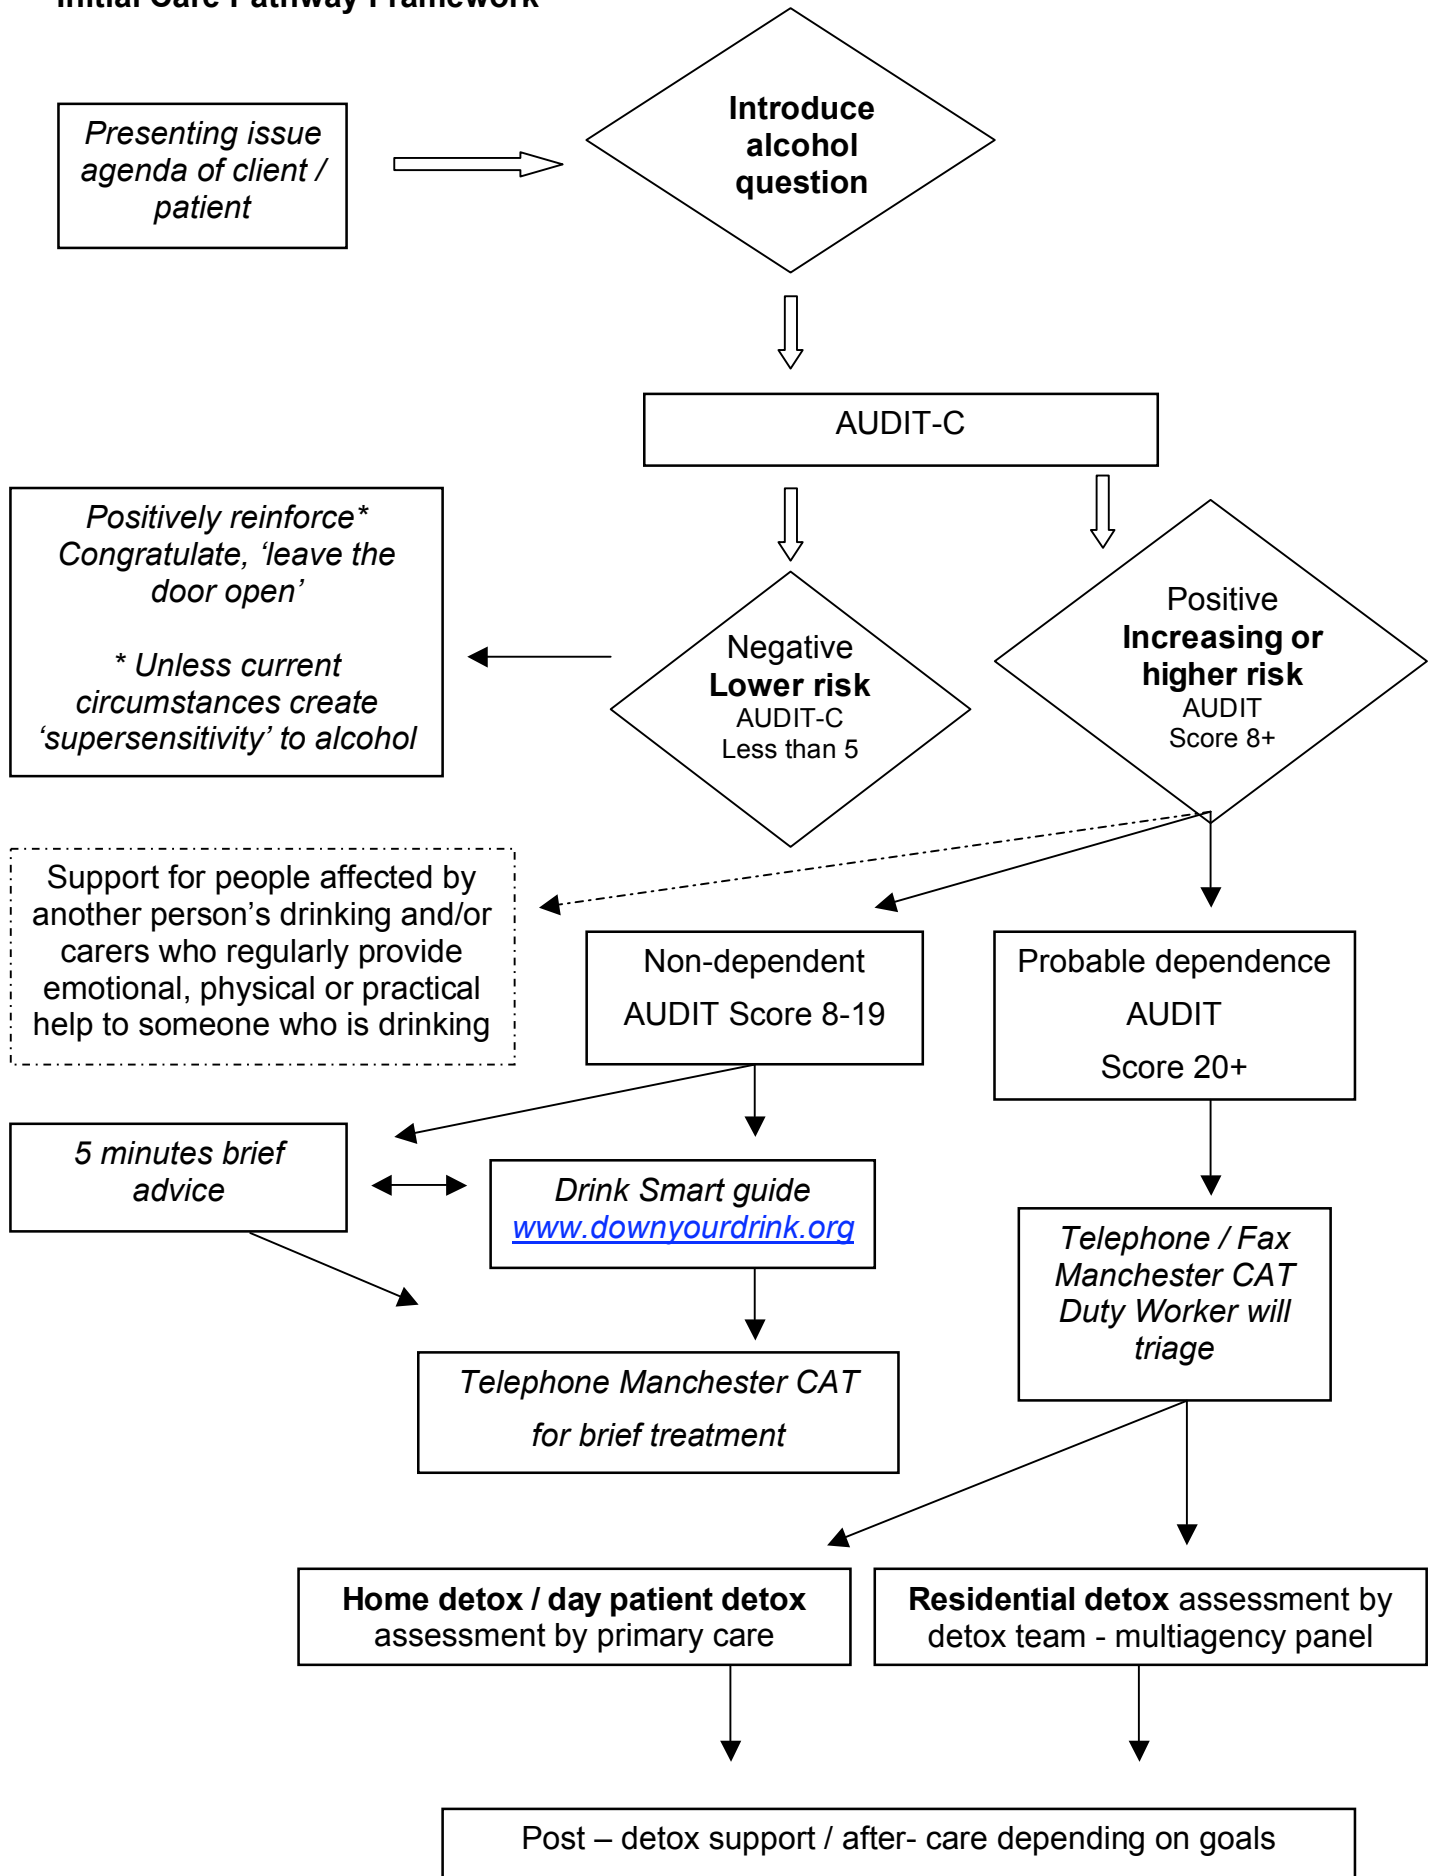 Initial Care Pathway Framework
Presenting issue
agenda of client /
patient
Introduce
alcohol
question
AUDIT-C
Positively reinforce*
Congratulate, ‘leave the
door open’
* Unless current
circumstances create
‘supersensitivity’ to alcohol
Negative
Lower risk
AUDIT-C
Less than 5
Positive
Increasing or
higher risk
AUDIT
Score 8+
Support for people affected by
another person’s drinking and/or
carers who regularly provide
emotional, physical or practical
help to someone who is drinking
Non-dependent
AUDIT Score 8-19
Probable dependence
AUDIT
Score 20+
5 minutes brief
advice
Drink Smart guide
www.downyourdrink.org
Telephone / Fax
Manchester CAT
Duty Worker will
triage
Telephone Manchester CAT
for brief treatment
Home detox / day patient detox
assessment by primary care
Residential detox assessment by
detox team - multiagency panel
Post – detox support / after- care depending on goals